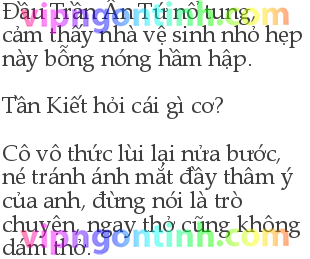 Đầu Trần Ân Tứ nổ tung,
cảm thấy nhà vệ sinh nhỏ hẹp
này bỗng nóng hầm hập.
Tần Kiết hỏi cái gì cơ?
Cô vô thức lùi lại nửa bước,
né tránh ánh mắt đầy thâm ý
của anh, đừng nói là trò
chuyện, ngay thở cũng không
dám thở.
vipngontinh.com
vipngontinh.com